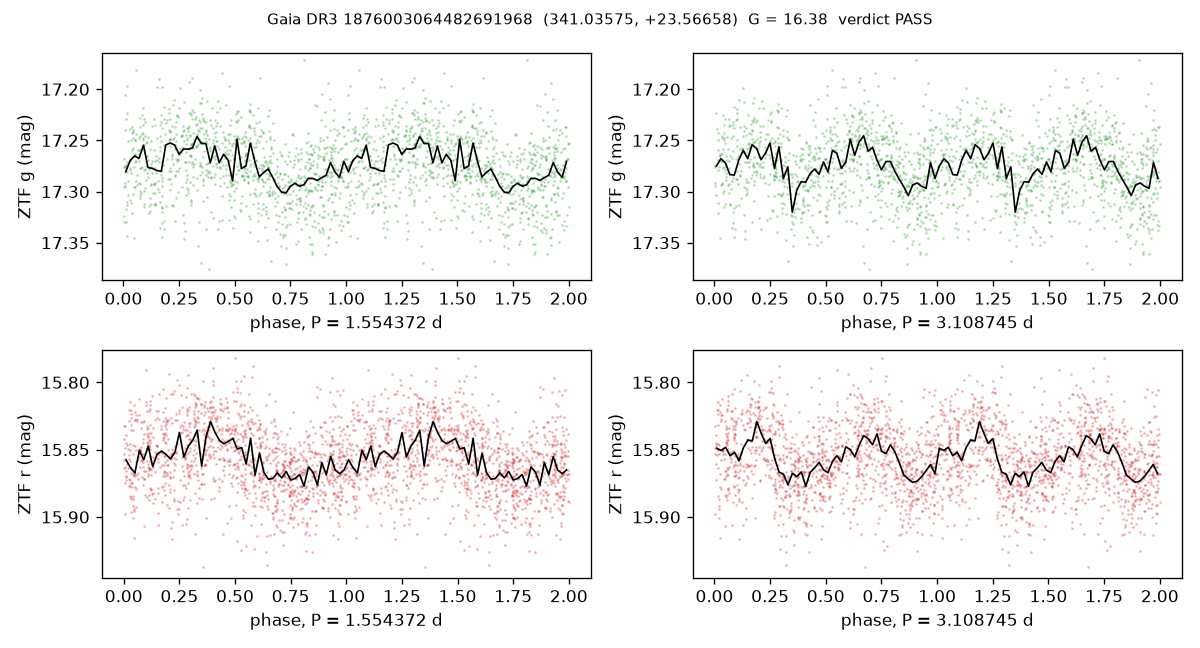 Gaia DR3 1876003064482691968  (341.03575, +23.56658)  G = 16.38  verdict PASS
ZTF g (mag)
17.20
17.25
17.30
17.35
0.00 0.25 0.50 0.75 1.00 1.25 1.50 1.75 2.00
phase, P = 1.554372 d
ZTF g (mag)
17.20
17.25
17.30
17.35
0.00 0.25 0.50 0.75 1.00 1.25 1.50 1.75 2.00
phase, P = 3.108745 d
ZTF r (mag)
15.80
15.85
15.90
0.00 0.25 0.50 0.75 1.00 1.25 1.50 1.75 2.00
phase, P = 1.554372 d
ZTF r (mag)
15.80
15.85
15.90
0.00 0.25 0.50 0.75 1.00 1.25 1.50 1.75 2.00
phase, P = 3.108745 d